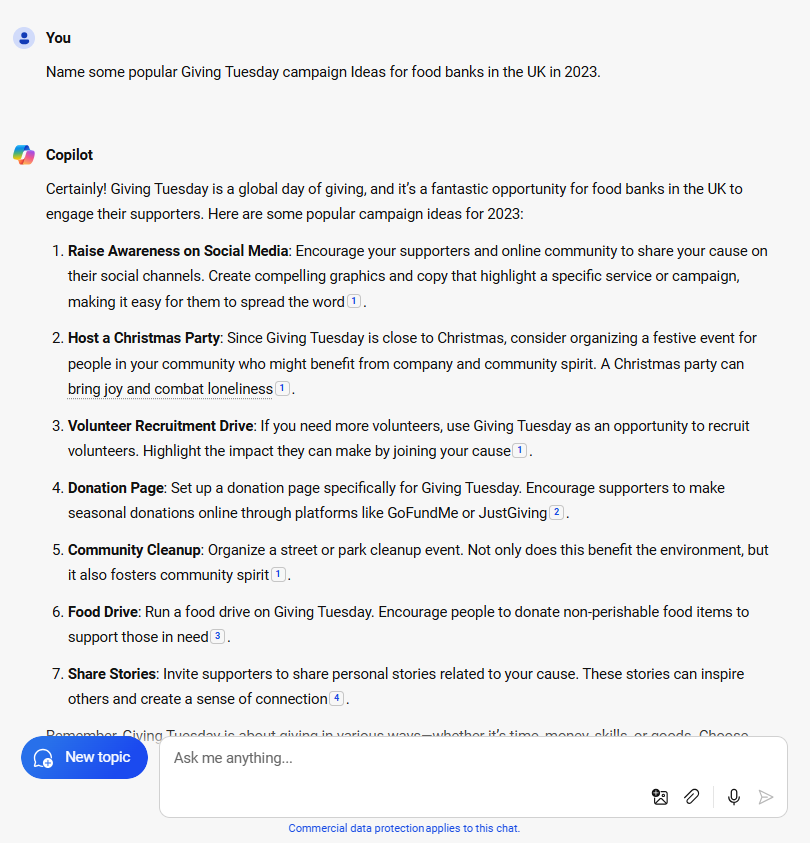 You
Name some popular Giving Tuesday campaign Ideas for food banks in the UK in 2023.
Copilot
Certainly! Giving Tuesday is a global day of giving, and it's a fantastic opportunity for food banks in the UK to
engage their supporters. Here are some popular campaign ideas for 2023:
1. Raise Awareness on Social Media: Encourage your supporters and online community to share your cause on
their social channels. Create compelling graphics and copy that highlight a specific service or campaign,
making it easy for them to spread the word 1 .
2. Host a Christmas Party: Since Giving Tuesday is close to Christmas, consider organizing a festive event for
people in your community who might benefit from company and community spirit. A Christmas party can
bring joy and combat loneliness 1 .
3. Volunteer Recruitment Drive: If you need more volunteers, use Giving Tuesday as an opportunity to recruit
volunteers. Highlight the impact they can make by joining your cause 1 .
4. Donation Page: Set up a donation page specifically for Giving Tuesday. Encourage supporters to make
seasonal donations online through platforms like GoFundMe or JustGiving 2 .
5. Community Cleanup: Organize a street or park cleanup event. Not only does this benefit the environment, but
it also fosters community spirit 1 .
6. Food Drive: Run a food drive on Giving Tuesday. Encourage people to donate non-perishable food items to
support those in need 3 .
7. Share Stories: Invite supporters to share personal stories related to your cause. These stories can inspire
others and create a sense of connection 4 .
Remember, Giving Tuesday is about giving in various ways—whether it's time, money, skills, or goods. Choose
New topic
Ask me anything...
Commercial data protection applies to this chat.